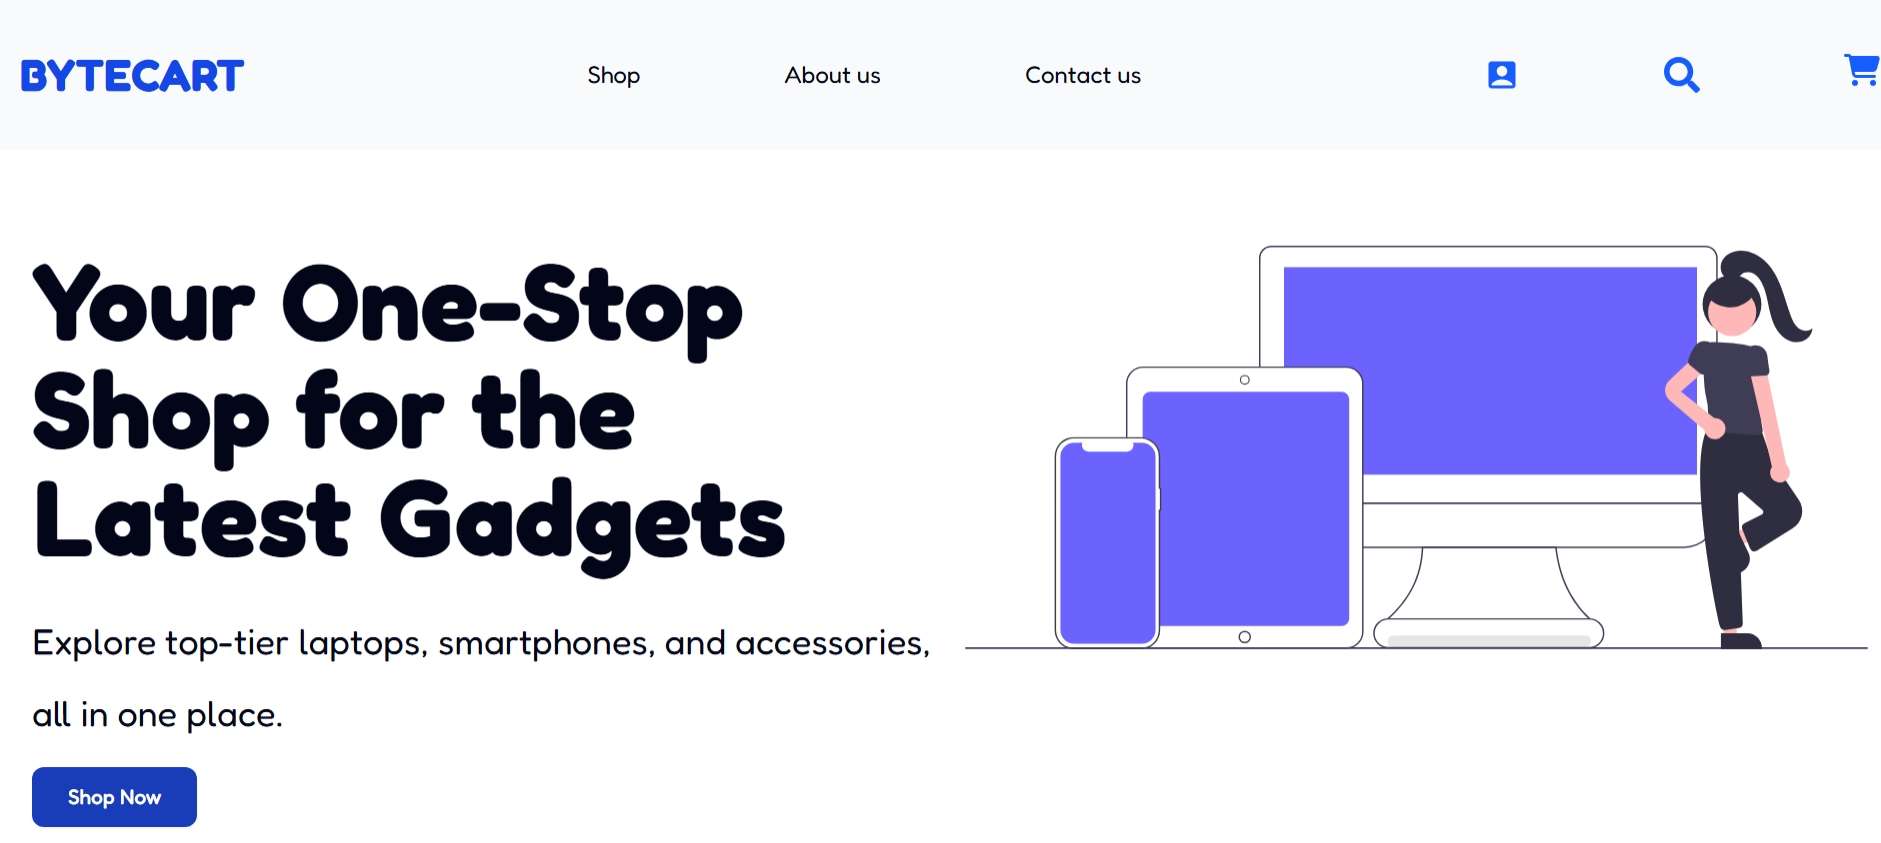 BYTECART
Shop
About us
Contact us
Your One-Stop
Shop for the
Latest Gadgets
Explore top-tier laptops, smartphones, and accessories,
all in one place.
Shop Now